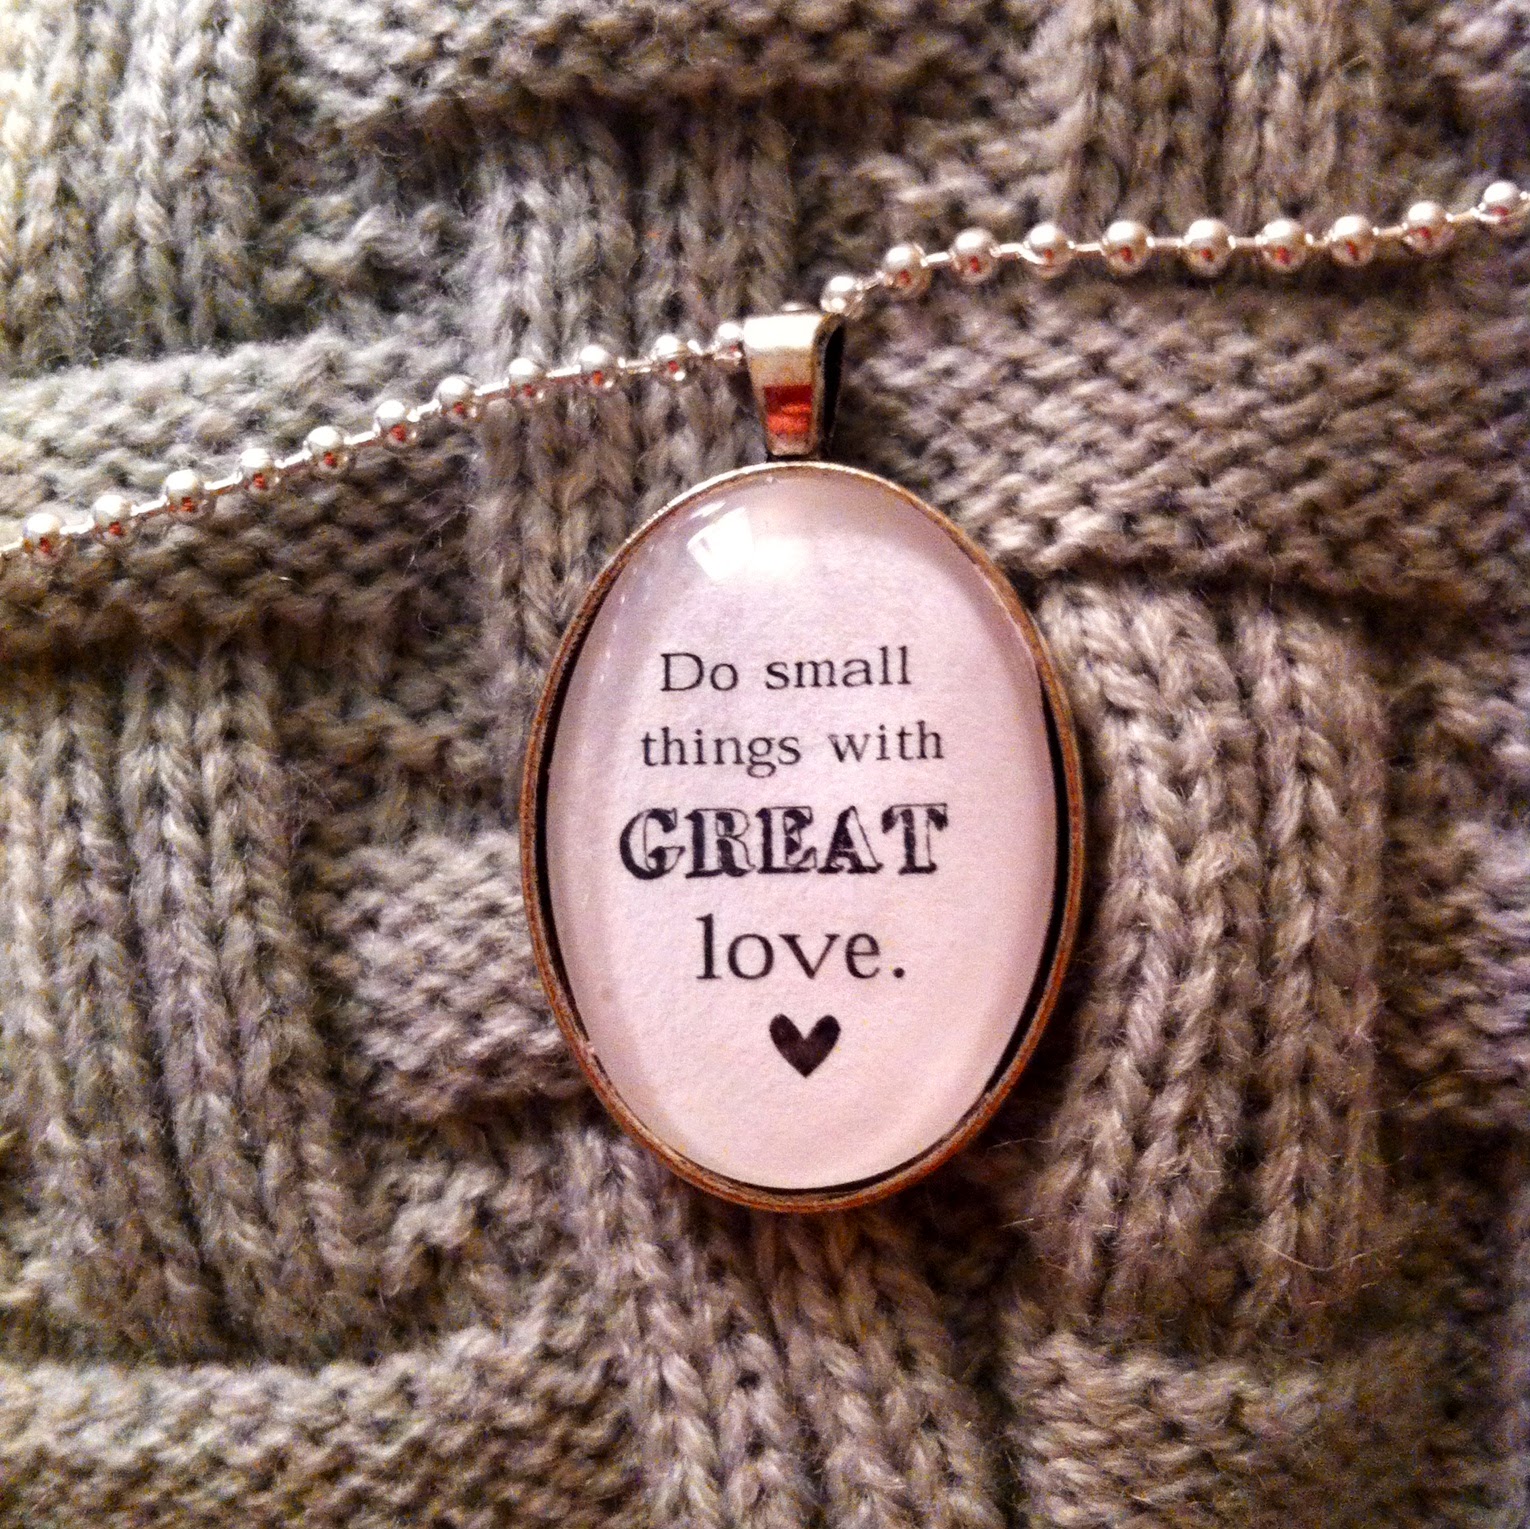 Do small
things with
GREAT
love.